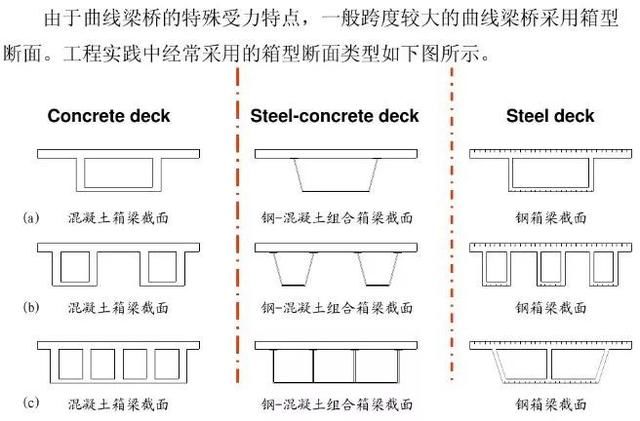 由于曲线梁桥的特殊受力特点，一般跨度较大的曲线梁桥采用箱型
断面。工程实践中经常采用的箱型断面类型如下图所示。
Concrete deck Steel-concrete deck Steel deck
(a) 混凝土箱梁截面 钢-混凝土组合箱梁截面 钢箱梁截面
(b) 混凝土箱梁截面 钢-混凝土组合箱梁截面 钢箱梁截面
(c) 混凝土箱梁截面 钢-混凝土组合箱梁截面 钢箱梁截面